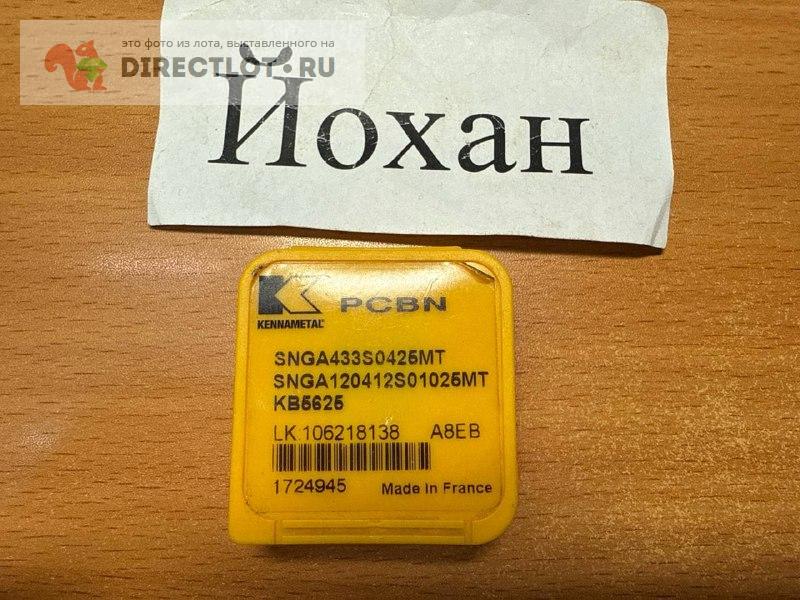 это фото из лота, выставленного на
DIRECTLOT.RU
Йохан
KENNAMETAL
PCBN
SNGA433S0425MT
SNGA120412S01025MT
KB5625
LK:106218138 A8EB
1724945 Made In France